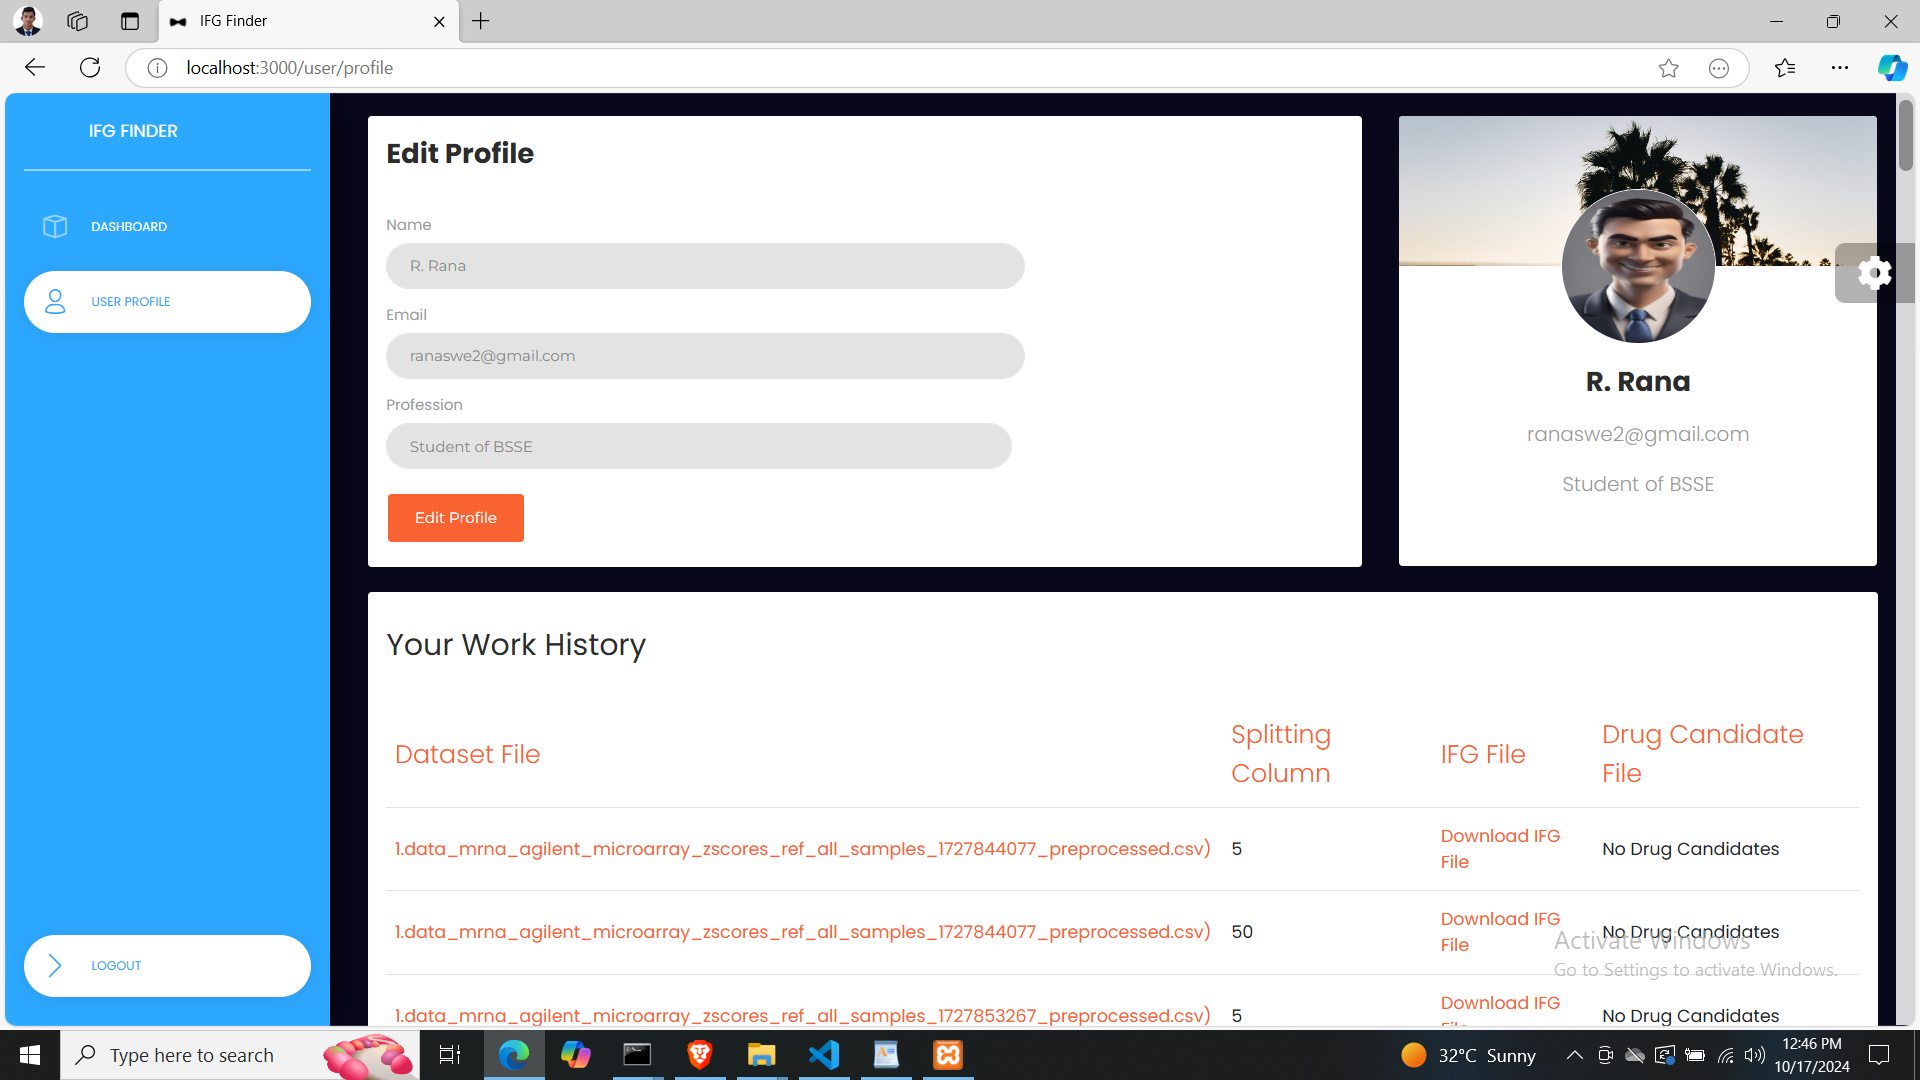 IFG Finder
localhost:3000/user/profile
IFG FINDER
DASHBOARD
USER PROFILE
LOGOUT
Edit Profile
Name
R. Rana
Email
ranaswe2@gmail.com
Profession
Student of BSSE
Edit Profile
R. Rana
ranaswe2@gmail.com
Student of BSSE
Your Work History
Dataset File
Splitting
Column
IFG File
Drug Candidate
File
1.data_mrna_agilent_microarray_zscores_ref_all_samples_1727844077_preprocessed.csv)
5
Download IFG
File
No Drug Candidates
1.data_mrna_agilent_microarray_zscores_ref_all_samples_1727844077_preprocessed.csv)
50
Download IFG
File
No Drug Candidates
1.data_mrna_agilent_microarray_zscores_ref_all_samples_1727853267_preprocessed.csv)
5
Download IFG
File
No Drug Candidates
Activate Windows
Go to Settings to activate Windows.
Type here to search
32°C Sunny
12:46 PM
10/17/2024